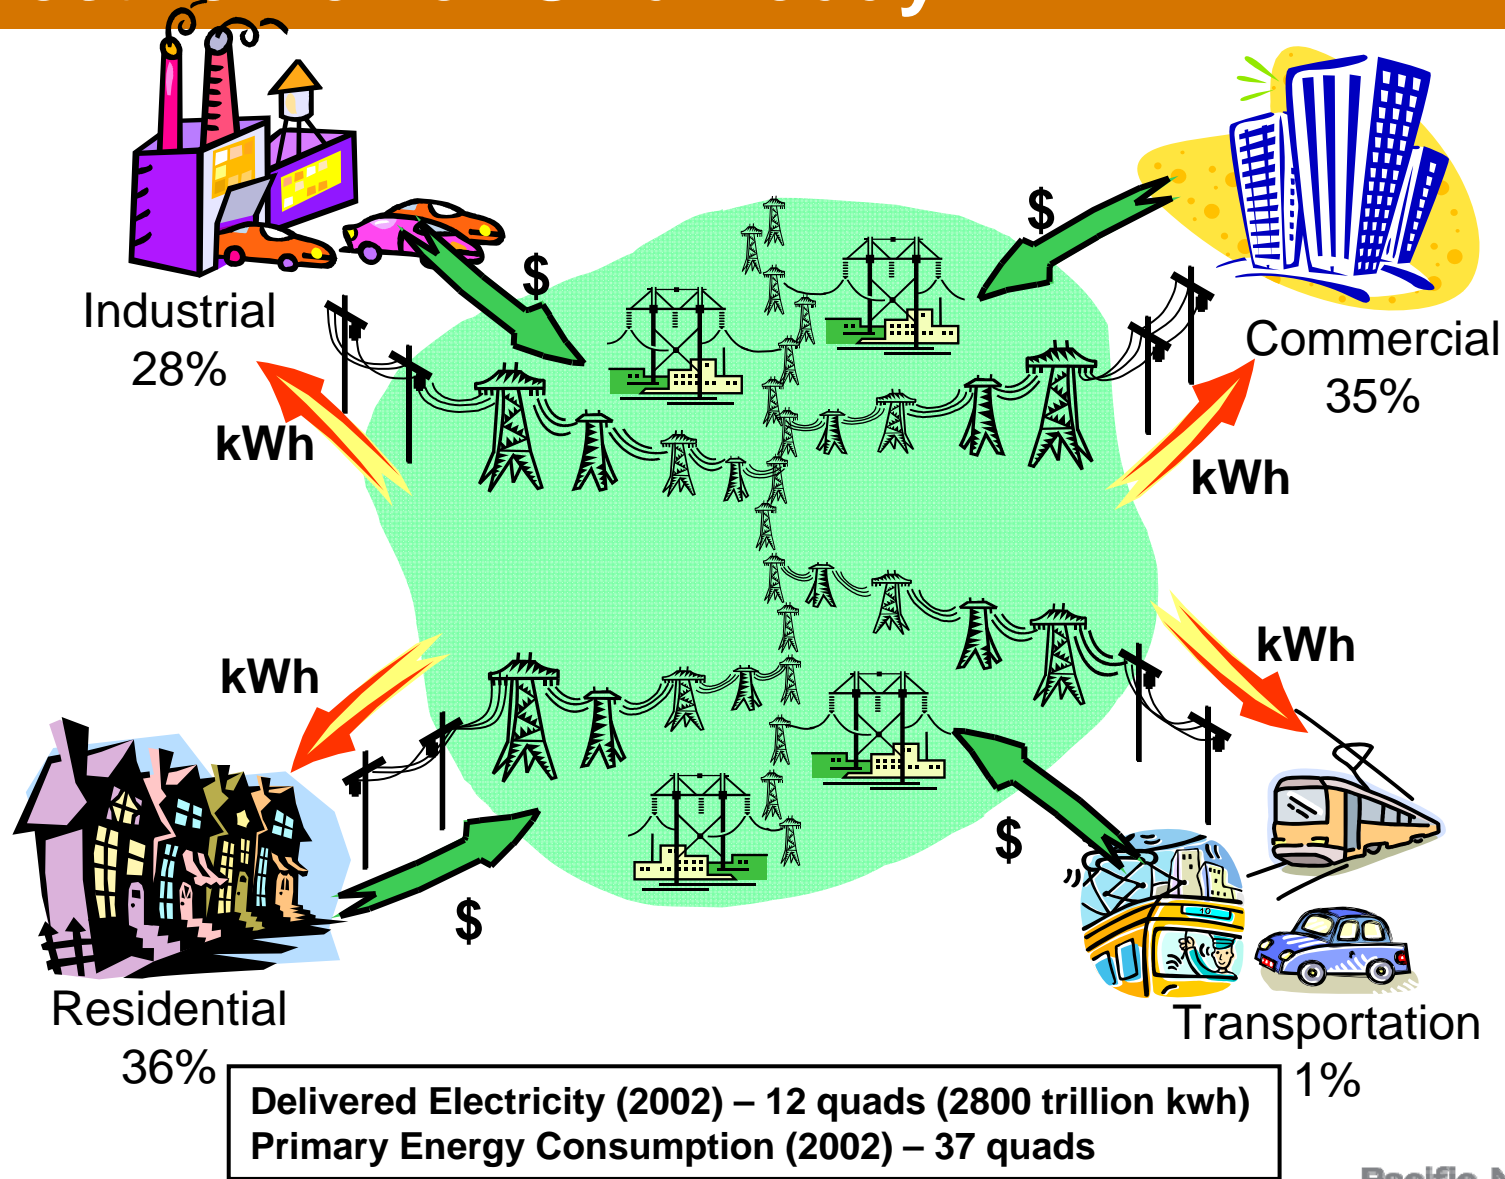 $
$
Industrial
28%
Commercial
35%
kWh
kWh
kWh
kWh
$
$
10
Residential
36%
Transportation
1%
Delivered Electricity (2002) – 12 quads (2800 trillion kwh)
Primary Energy Consumption (2002) – 37 quads